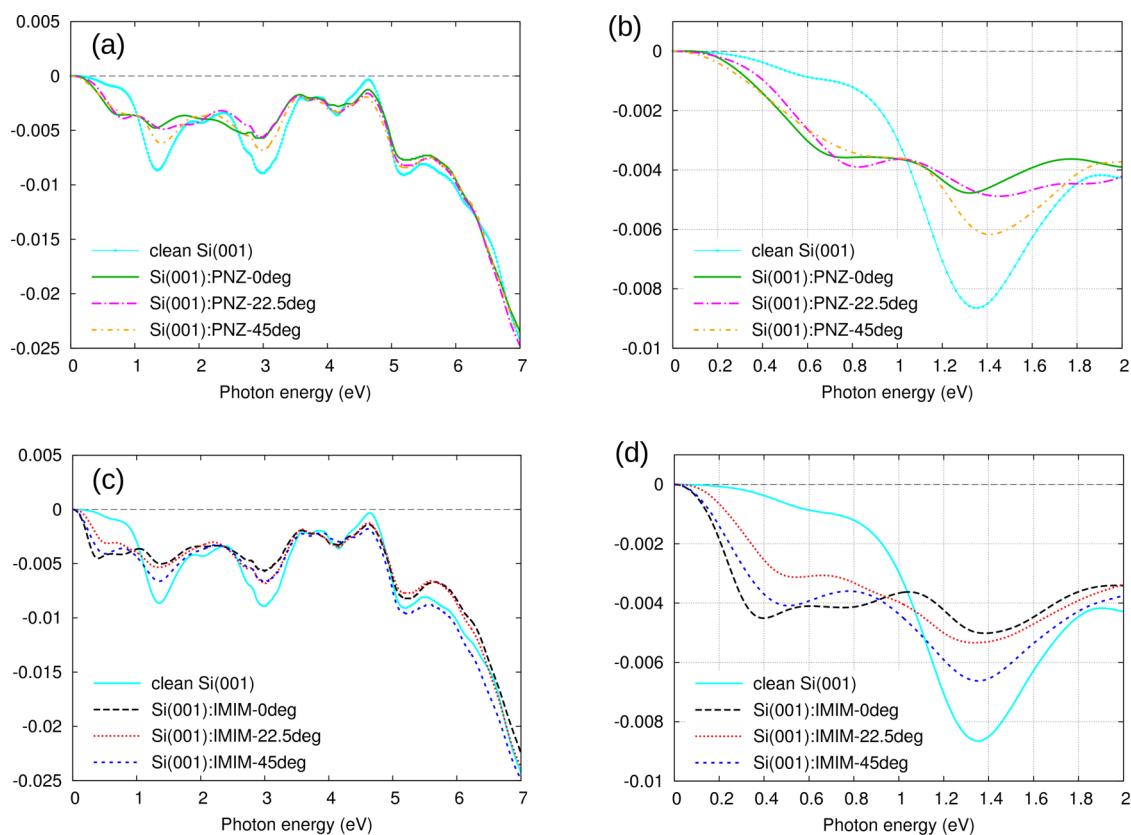 (a)
0.005
0
-0.005
-0.01
-0.015
-0.02
-0.025
clean Si(001)
Si(001):PNZ-0deg
Si(001):PNZ-22.5deg
Si(001):PNZ-45deg
0 1 2 3 4 5 6 7
Photon energy (eV)
(b)
0
-0.002
-0.004
-0.006
-0.008
-0.01
clean Si(001)
Si(001):PNZ-0deg
Si(001):PNZ-22.5deg
Si(001):PNZ-45deg
0 0.2 0.4 0.6 0.8 1 1.2 1.4 1.6 1.8 2
Photon energy (eV)
(c)
0.005
0
-0.005
-0.01
-0.015
-0.02
-0.025
clean Si(001)
Si(001):IMIM-0deg
Si(001):IMIM-22.5deg
Si(001):IMIM-45deg
0 1 2 3 4 5 6 7
Photon energy (eV)
(d)
0
-0.002
-0.004
-0.006
-0.008
-0.01
clean Si(001)
Si(001):IMIM-0deg
Si(001):IMIM-22.5deg
Si(001):IMIM-45deg
0 0.2 0.4 0.6 0.8 1 1.2 1.4 1.6 1.8 2
Photon energy (eV)